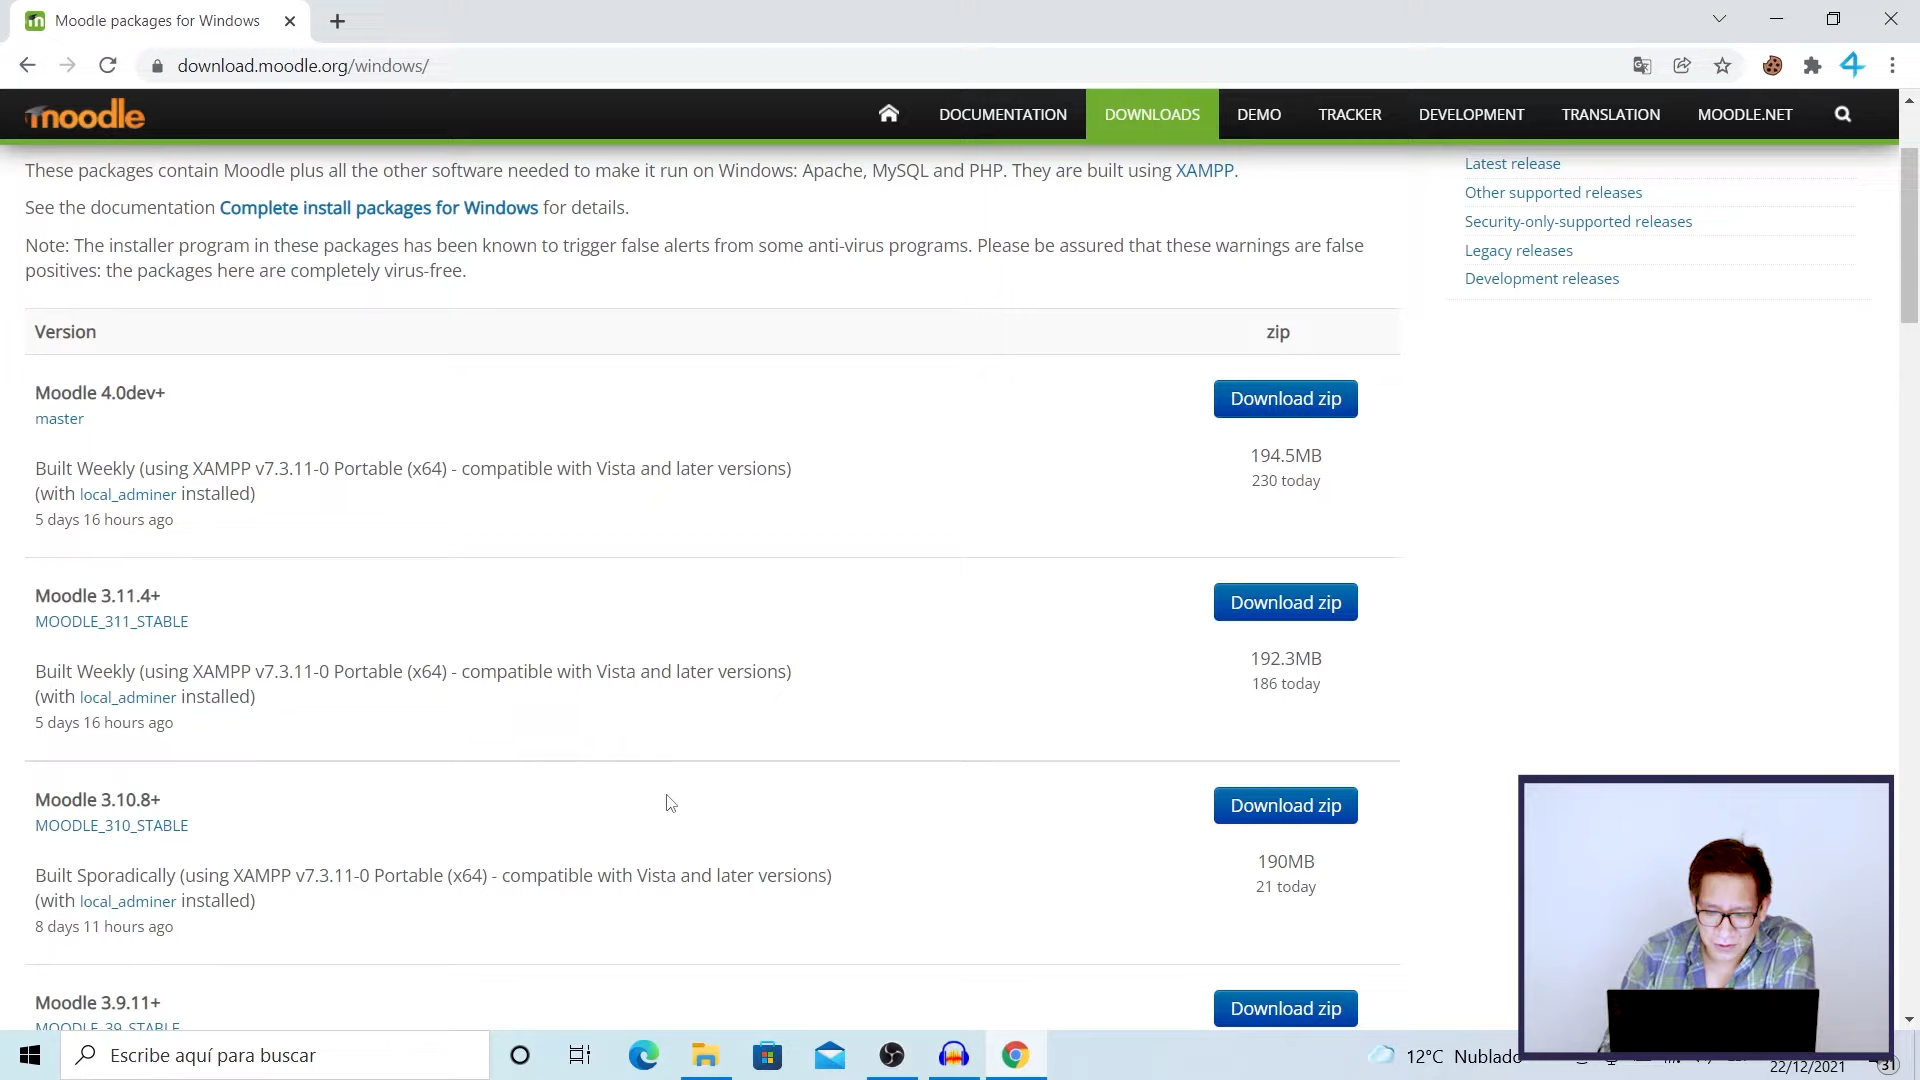 Moodle packages for Windows
download.moodle.org/windows/
moodle
DOCUMENTATION
DOWNLOADS
DEMO
TRACKER
DEVELOPMENT
TRANSLATION
MOODLE.NET
These packages contain Moodle plus all the other software needed to make it run on Windows: Apache, MySQL and PHP. They are built using XAMPP.
See the documentation Complete install packages for Windows for details.
Note: The installer program in these packages has been known to trigger false alerts from some anti-virus programs. Please be assured that these warnings are false
positives: the packages here are completely virus-free.
Latest release
Other supported releases
Security-only-supported releases
Legacy releases
Development releases
Version
zip
Moodle 4.0dev+
master
Built Weekly (using XAMPP v7.3.11-0 Portable (x64) - compatible with Vista and later versions)
(with local_adminer installed)
5 days 16 hours ago
Download zip
194.5MB
230 today
Moodle 3.11.4+
MOODLE_311_STABLE
Built Weekly (using XAMPP v7.3.11-0 Portable (x64) - compatible with Vista and later versions)
(with local_adminer installed)
5 days 16 hours ago
Download zip
192.3MB
186 today
Moodle 3.10.8+
MOODLE_310_STABLE
Built Sporadically (using XAMPP v7.3.11-0 Portable (x64) - compatible with Vista and later versions)
(with local_adminer installed)
8 days 11 hours ago
Download zip
190MB
21 today
Moodle 3.9.11+
MOODLE_39_STABLE
Download zip
Escribe aquí para buscar
12°C Nublado
22/12/2021
31